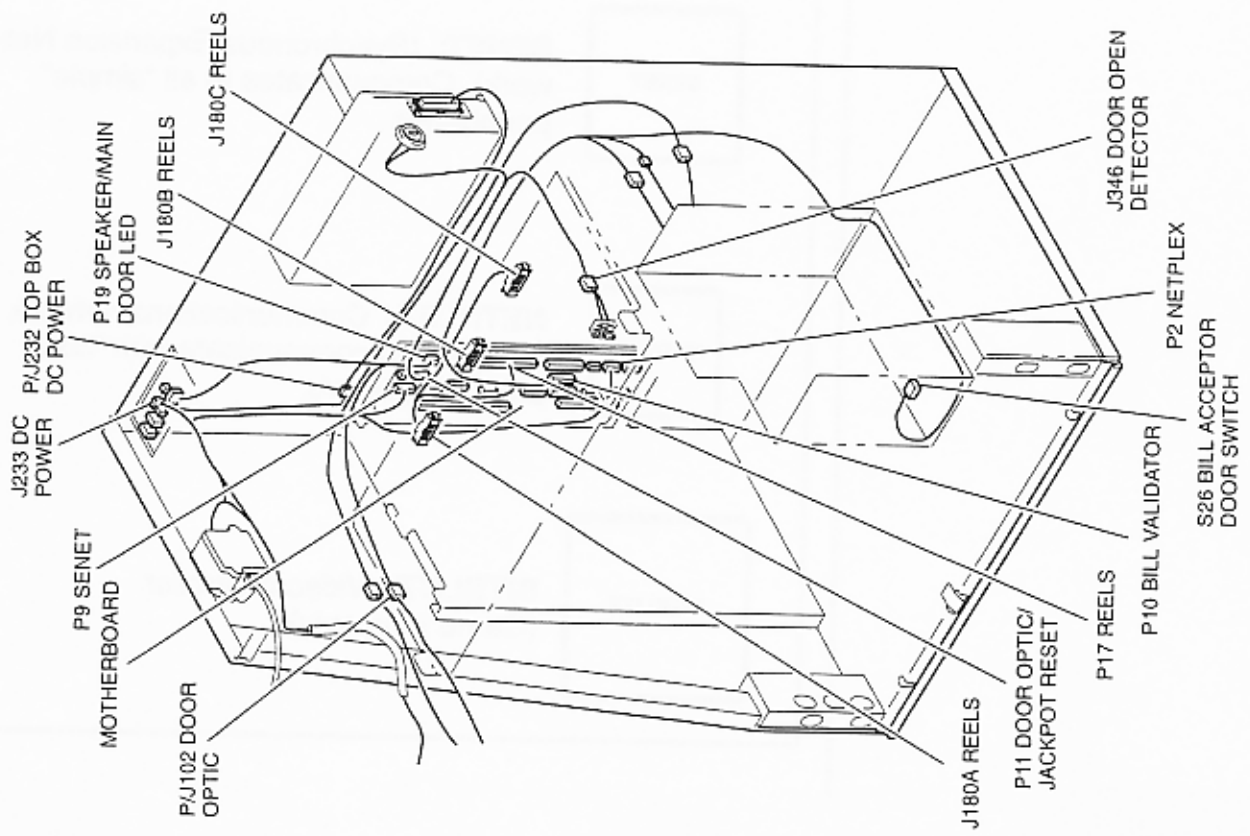 J233 DC
POWER
P/J232 TOP BOX
DC POWER
P19 SPEAKER/MAIN
DOOR LED
J180B REELS
J180C REELS
P9 SENET
MOTHERBOARD
P/J102 DOOR
OPTIC
J180A REELS
P11 DOOR OPTIC/
JACKPOT RESET
P17 REELS
P10 BILL VALIDATOR
S26 BILL ACCEPTOR
DOOR SWITCH
P2 NETPLEX
J346 DOOR OPEN
DETECTOR